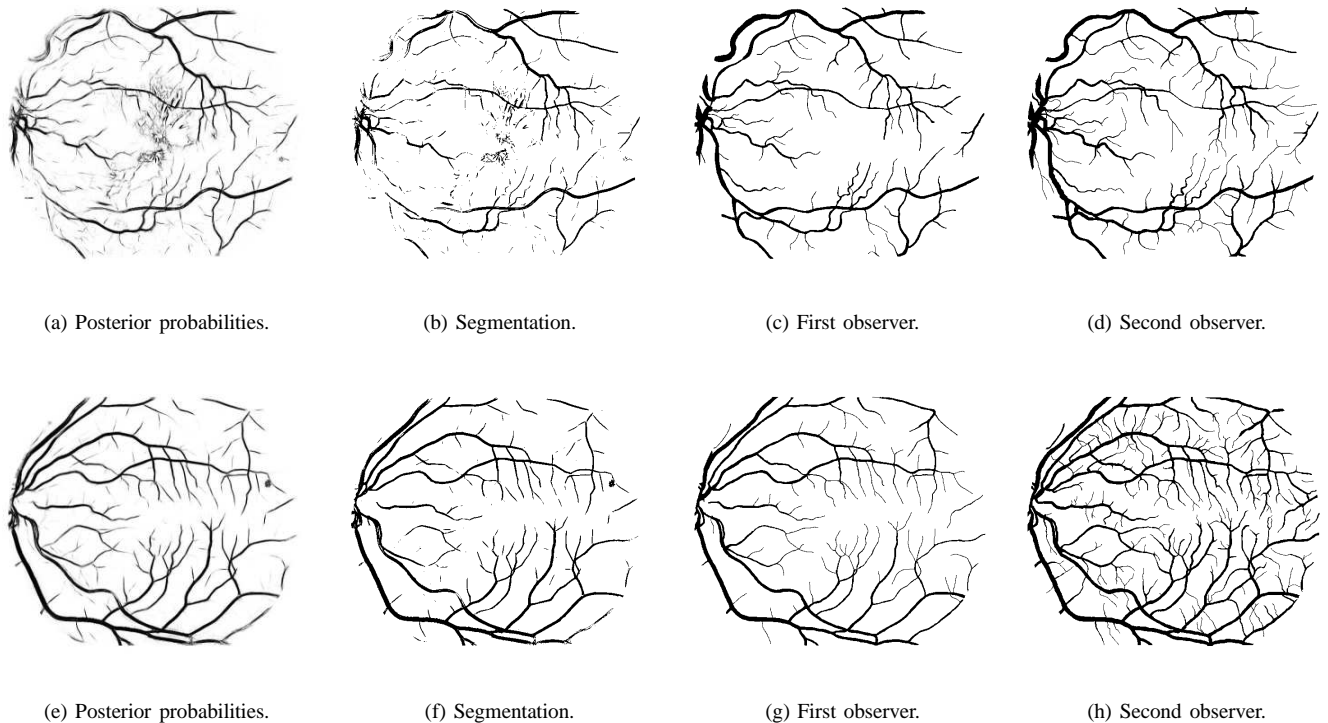 (a) Posterior probabilities. (b) Segmentation. (c) First observer. (d) Second observer.
(e) Posterior probabilities. (f) Segmentation. (g) First observer. (h) Second observer.